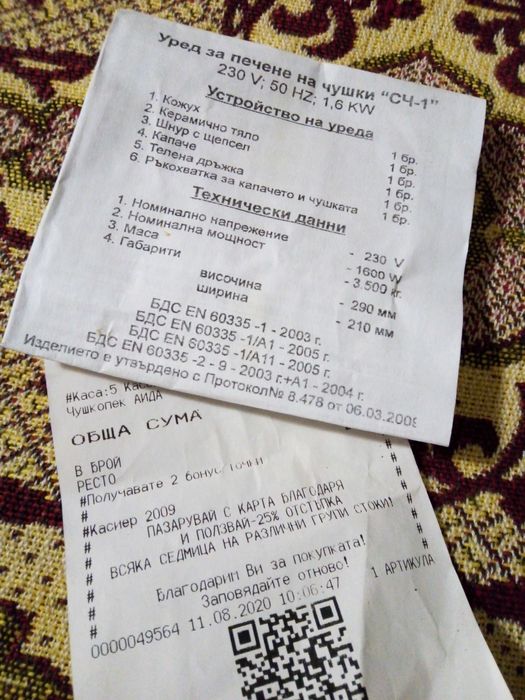 Уред за печене на чушки "СЧ-1"
230 V; 50 HZ; 1,6 KW
Устройство на уреда
1. Кожух 1 бр.
2. Керамично тяло 1 бр.
3. Шнур с щепсел 1 бр.
4. Капаче 1 бр.
5. Телена дръжка 1 бр.
6. Ръкохватка за капачето и чушката 1 бр.
Технически данни
1. Номинално напрежение - 230 V
2. Номинална мощност - 1600 W
3. Маса - 3.500 кг.
4. Габарити
височина - 290 мм
ширина - 210 мм
БДС EN 60335 -1 - 2003 г.
БДС EN 60335 -1/A1 - 2005 г.
БДС EN 60335 -1/A11 - 2005 г.
БДС EN 60335 -2 - 9 - 2003 г.+A1 - 2004 г.
Изделието е утвърдено с Протокол№ 8.478 от 06.03.2009
#Каса:5
Чушкопек АИДА
ОБЩА СУМА
В БРОЙ
РЕСТО
#Получавате 2 бонус точки
#Касиер 2009 #
# ПАЗАРУВАЙ С КАРТА БЛАГОДАРЯ #
# И ПОЛЗВАЙ-25% ОТСТЪПКА #
# ВСЯКА СЕДМИЦА НА РАЗЛИЧНИ ГРУПИ СТОКИ! #
# Благодарим Ви за покупката! #
# Заповядайте отново! #
0000049564 11.08.2020 10:06:47 1 АРТИКУЛА